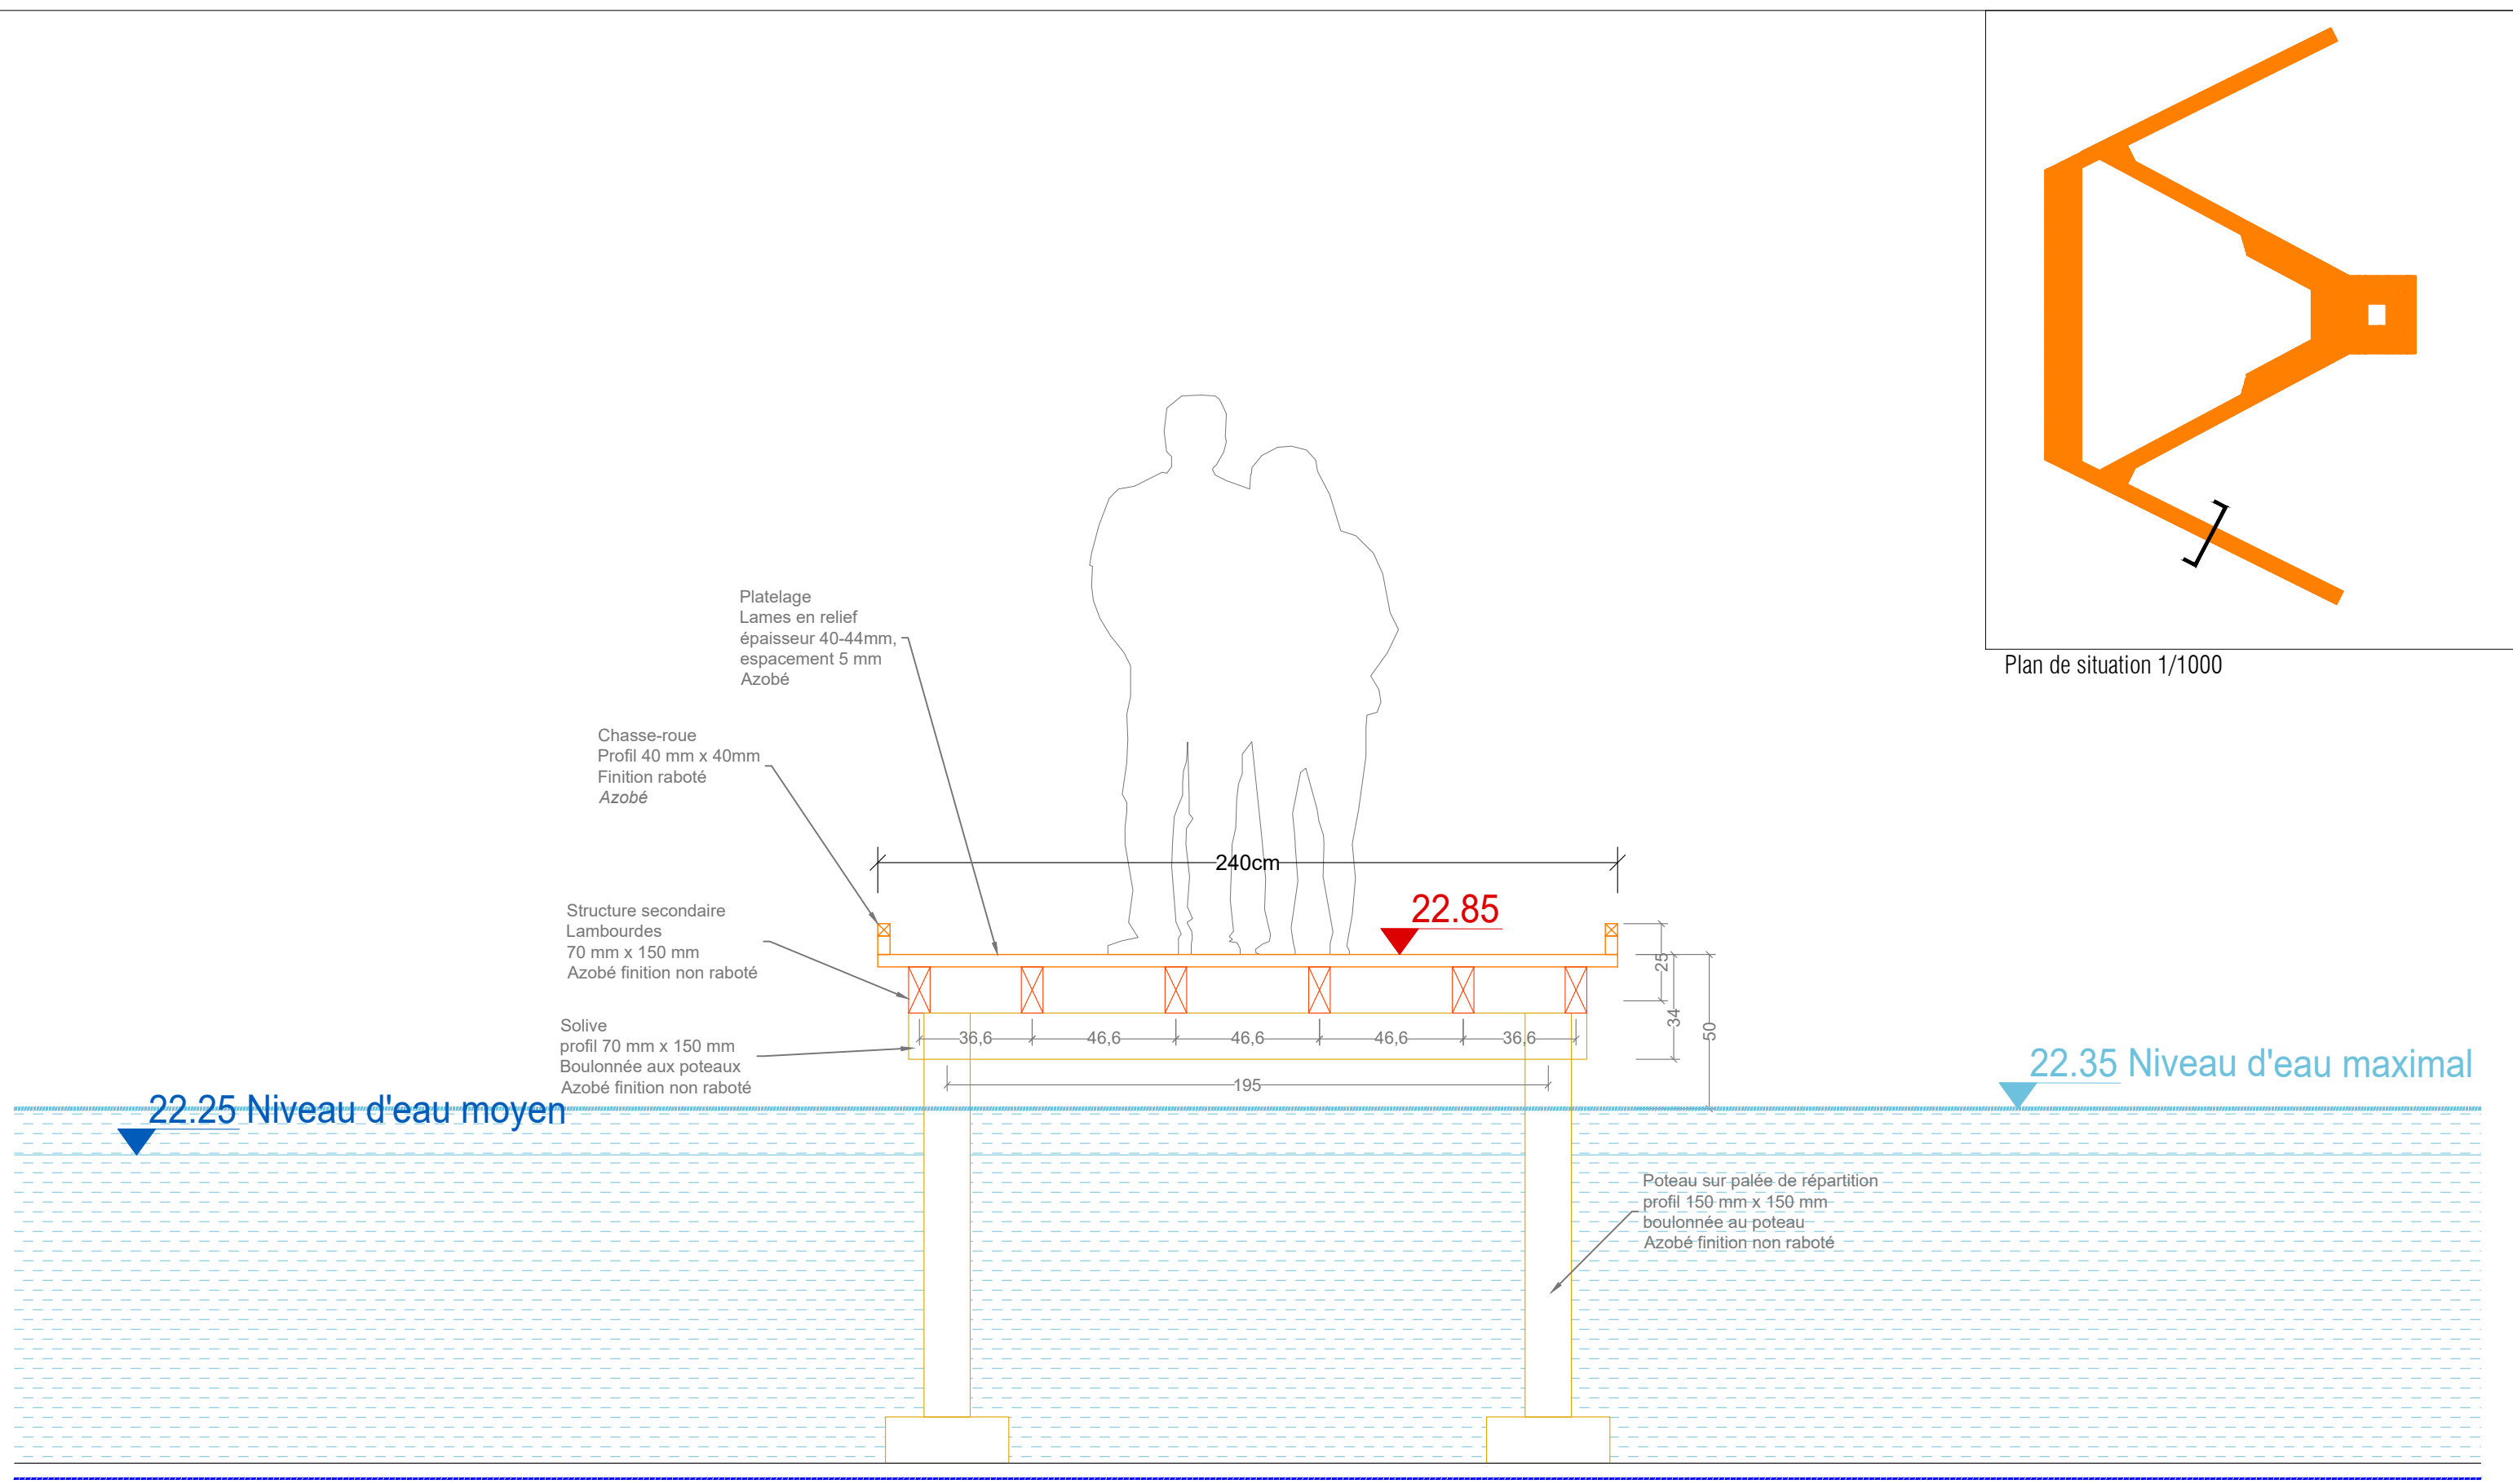 Plan de situation 1/1000
Platelage
Lames en relief
épaisseur 40-44mm,
espacement 5 mm
Azobé
Chasse-roue
Profil 40 mm x 40mm
Finition raboté
Azobé
240cm
22.85
Structure secondaire
Lambourdes
70 mm x 150 mm
Azobé finition non raboté
25
34
50
Solive
profil 70 mm x 150 mm
Boulonnée aux poteaux
Azobé finition non raboté
36,6
46,6
46,6
46,6
36,6
195
22.35 Niveau d'eau maximal
22.25 Niveau d'eau moyen
Poteau sur palée de répartition
profil 150 mm x 150 mm
boulonnée au poteau
Azobé finition non raboté